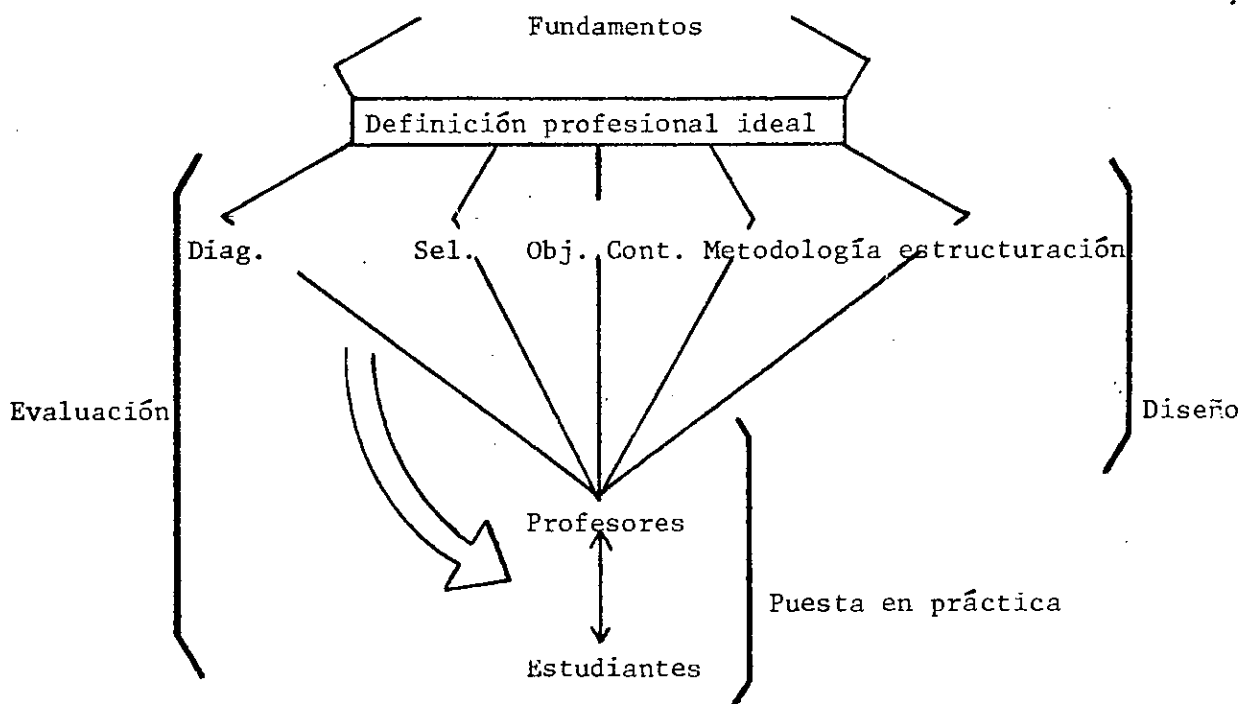 Fundamentos
Definición profesional ideal
Diag. Sel. Obj. Cont. Metodología estructuración
Evaluación
Diseño
Profesores
Puesta en práctica
Estudiantes